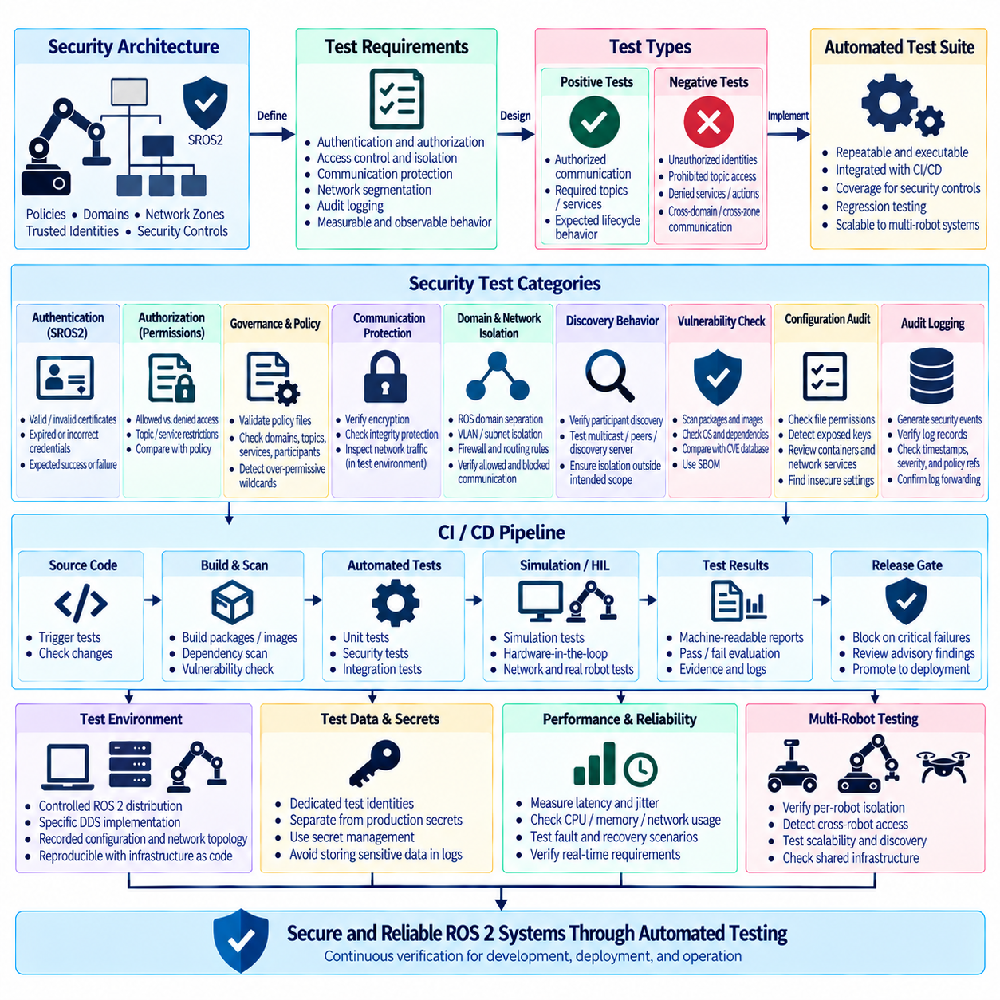 Security Architecture
SROS2
Policies • Domains • Network Zones
Trusted Identities • Security Controls
Define
Test Requirements
• Authentication and authorization
• Access control and isolation
• Communication protection
• Network segmentation
• Audit logging
• Measurable and observable behavior
Design
Test Types
Positive Tests
• Authorized
communication
• Required topics
/ services
• Expected lifecycle
behavior
Negative Tests
• Unauthorized identities
• Prohibited topic access
• Denied services / actions
• Cross-domain / cross-zone
communication
Implement
Automated Test Suite
• Repeatable and executable
• Integrated with CI/CD
• Coverage for security controls
• Regression testing
• Scalable to multi-robot systems
Security Test Categories
Authentication
(SROS2)
• Valid / invalid certificates
• Expired or incorrect
credentials
• Expected success or failure
Authorization
(Permissions)
• Allowed vs. denied access
• Topic / service restrictions
• Compare with policy
Governance & Policy
• Validate policy files
• Check domains, topics,
services, participants
• Detect over-permissive
wildcards
Communication
Protection
• Verify encryption
• Check integrity protection
• Inspect network traffic
(in test environment)
Domain & Network
Isolation
• ROS domain separation
• VLAN / subnet isolation
• Firewall and routing rules
• Verify allowed and blocked
communication
Discovery Behavior
• Verify participant discovery
• Test multicast / peers /
discovery server
• Ensure isolation outside
intended scope
Vulnerability Check
• Scan packages and images
• Check OS and dependencies
• Compare with CVE database
• Use SBOM
Configuration Audit
• Check file permissions
• Detect exposed keys
• Review containers and
network services
• Find insecure settings
Audit Logging
• Generate security events
• Verify log records
• Check timestamps,
severity, and policy refs
• Confirm log forwarding
CI / CD Pipeline
Source Code
• Trigger tests
• Check changes
Build & Scan
• Build packages / images
• Dependency scan
• Vulnerability check
Automated Tests
• Unit tests
• Security tests
• Integration tests
Simulation / HIL
• Simulation tests
• Hardware-in-the-loop
• Network and real robot tests
Test Results
• Machine-readable reports
• Pass / fail evaluation
• Evidence and logs
Release Gate
• Block on critical failures
• Review advisory findings
• Promote to deployment
Test Environment
• Controlled ROS 2 distribution
• Specific DDS implementation
• Recorded configuration and network topology
• Reproducible with infrastructure as code
Test Data & Secrets
• Dedicated test identities
• Separate from production secrets
• Use secret management
• Avoid storing sensitive data in logs
Performance & Reliability
• Measure latency and jitter
• Check CPU / memory / network usage
• Test fault and recovery scenarios
• Verify real-time requirements
Multi-Robot Testing
• Verify per-robot isolation
• Detect cross-robot access
• Test scalability and discovery
• Check shared infrastructure
Secure and Reliable ROS 2 Systems Through Automated Testing
Continuous verification for development, deployment, and operation